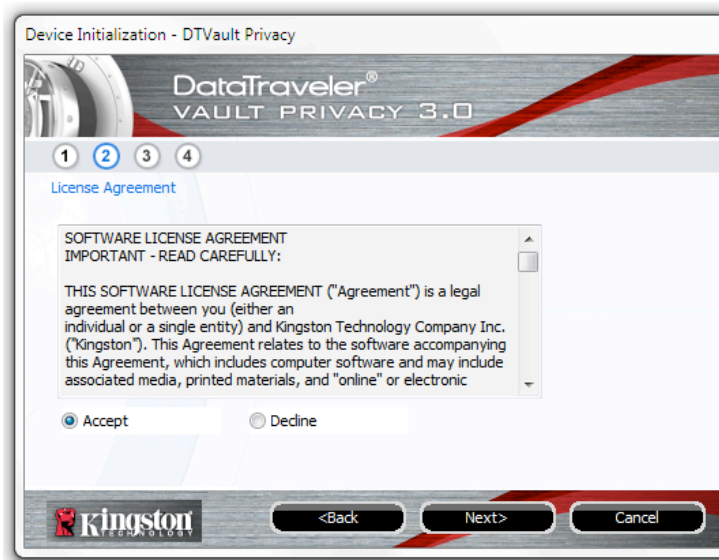 Device Initialization - DTVault Privacy
DataTraveler®
VAULT PRIVACY 3.0
1 2 3 4
License Agreement
SOFTWARE LICENSE AGREEMENT
IMPORTANT - READ CAREFULLY:
THIS SOFTWARE LICENSE AGREEMENT ("Agreement") is a legal
agreement between you (either an
individual or a single entity) and Kingston Technology Company Inc.
("Kingston"). This Agreement relates to the software accompanying
this Agreement, which includes computer software and may include
associated media, printed materials, and "online" or electronic
Accept Decline
Kingston
TECHNOLOGY
<Back Next> Cancel